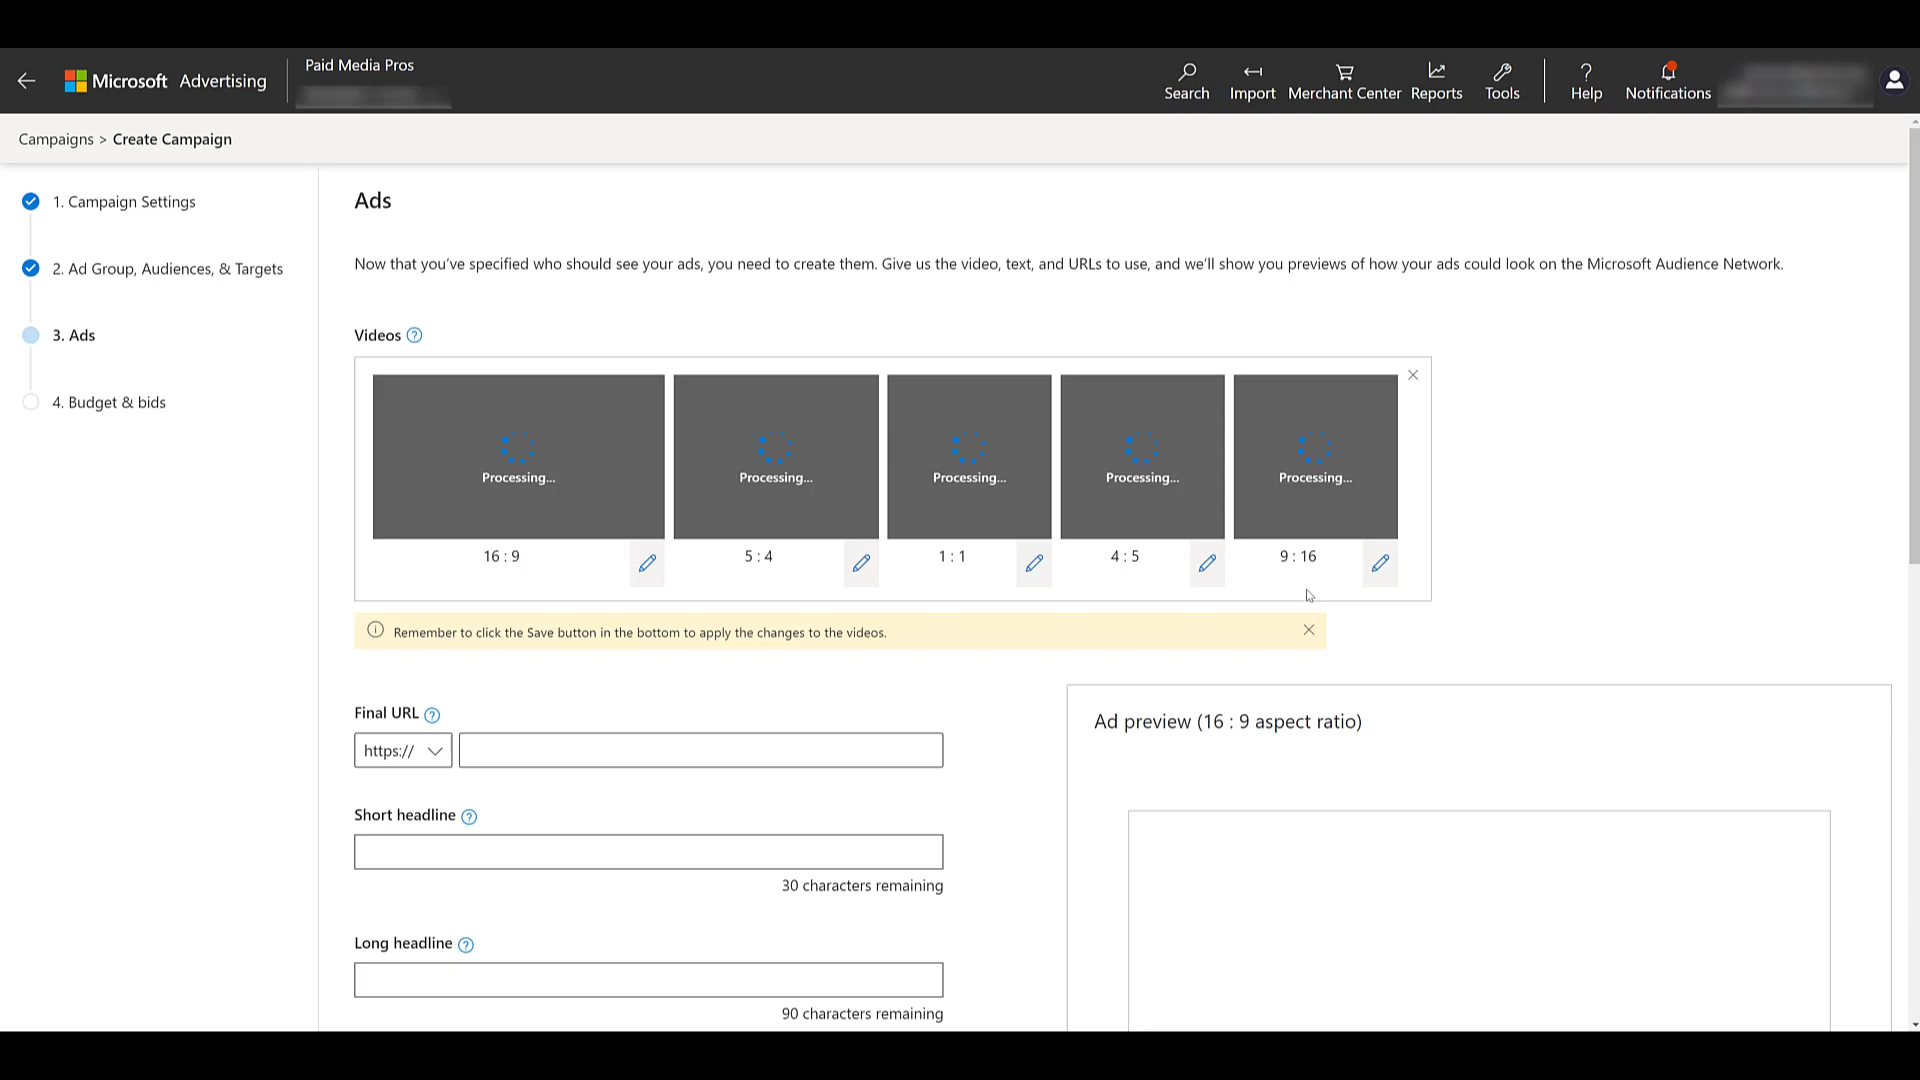 Microsoft Advertising
Paid Media Pros
Search
Import
Merchant Center
Reports
Tools
Help
Notifications
Campaigns > Create Campaign
1. Campaign Settings
2. Ad Group, Audiences, & Targets
3. Ads
4. Budget & bids
Ads
Now that you've specified who should see your ads, you need to create them. Give us the video, text, and URLs to use, and we'll show you previews of how your ads could look on the Microsoft Audience Network.
Videos
Processing...
Processing...
Processing...
Processing...
Processing...
16 : 9
5 : 4
1 : 1
4 : 5
9 : 16
Remember to click the Save button in the bottom to apply the changes to the videos.
Final URL
https://
Short headline
30 characters remaining
Long headline
90 characters remaining
Ad preview (16 : 9 aspect ratio)